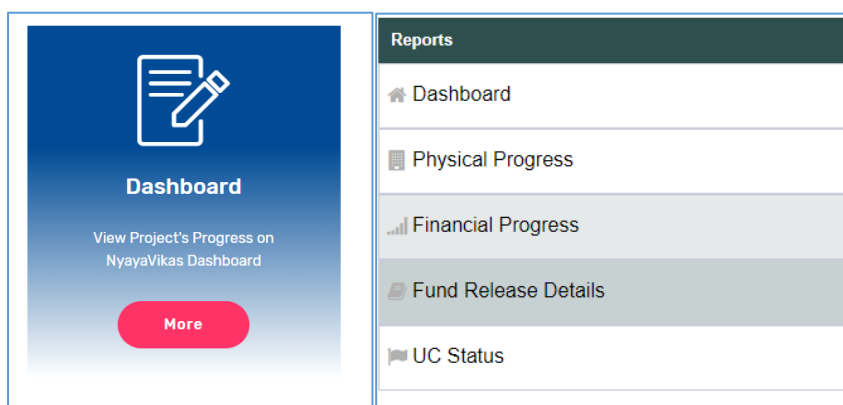 Dashboard
View Project's Progress on
NyayaVikas Dashboard
More
Reports
Dashboard
Physical Progress
Financial Progress
Fund Release Details
UC Status